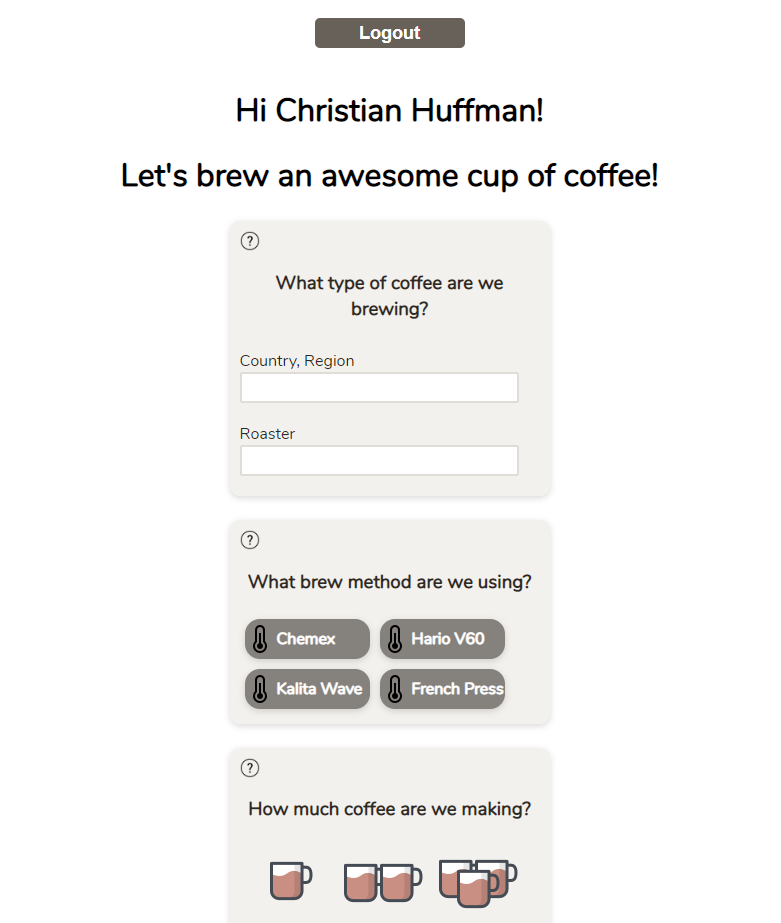 Logout
Hi Christian Huffman!
Let's brew an awesome cup of coffee!
?
What type of coffee are we
brewing?
Country, Region
Roaster
?
What brew method are we using?
Chemex
Hario V60
Kalita Wave
French Press
?
How much coffee are we making?